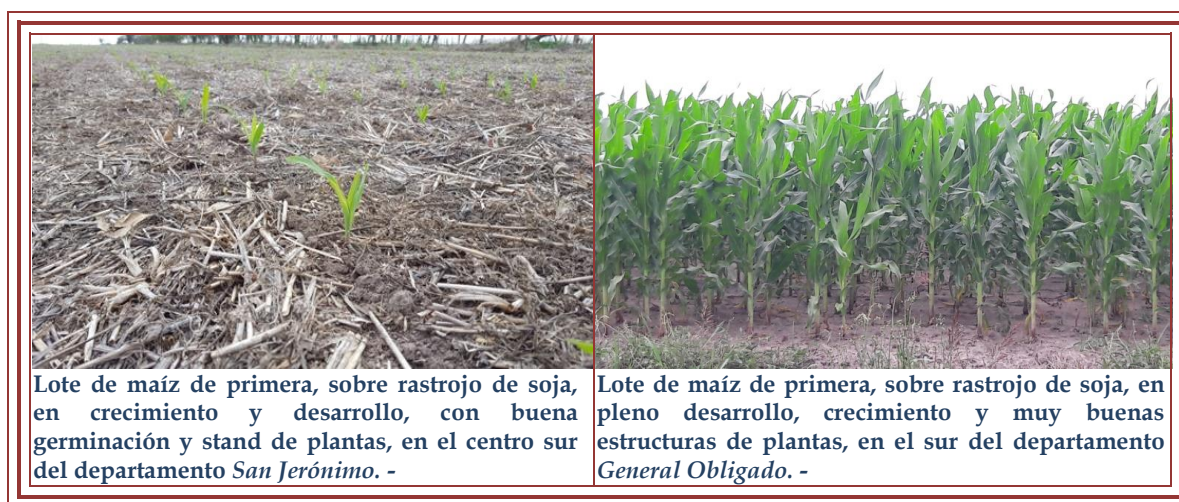 Lote de maíz de primera, sobre rastrojo de soja,
en crecimiento y desarrollo, con buena
germinación y stand de plantas, en el centro sur
del departamento San Jerónimo. -
Lote de maíz de primera, sobre rastrojo de soja, en
pleno desarrollo, crecimiento y muy buenas
estructuras de plantas, en el sur del departamento
General Obligado. -